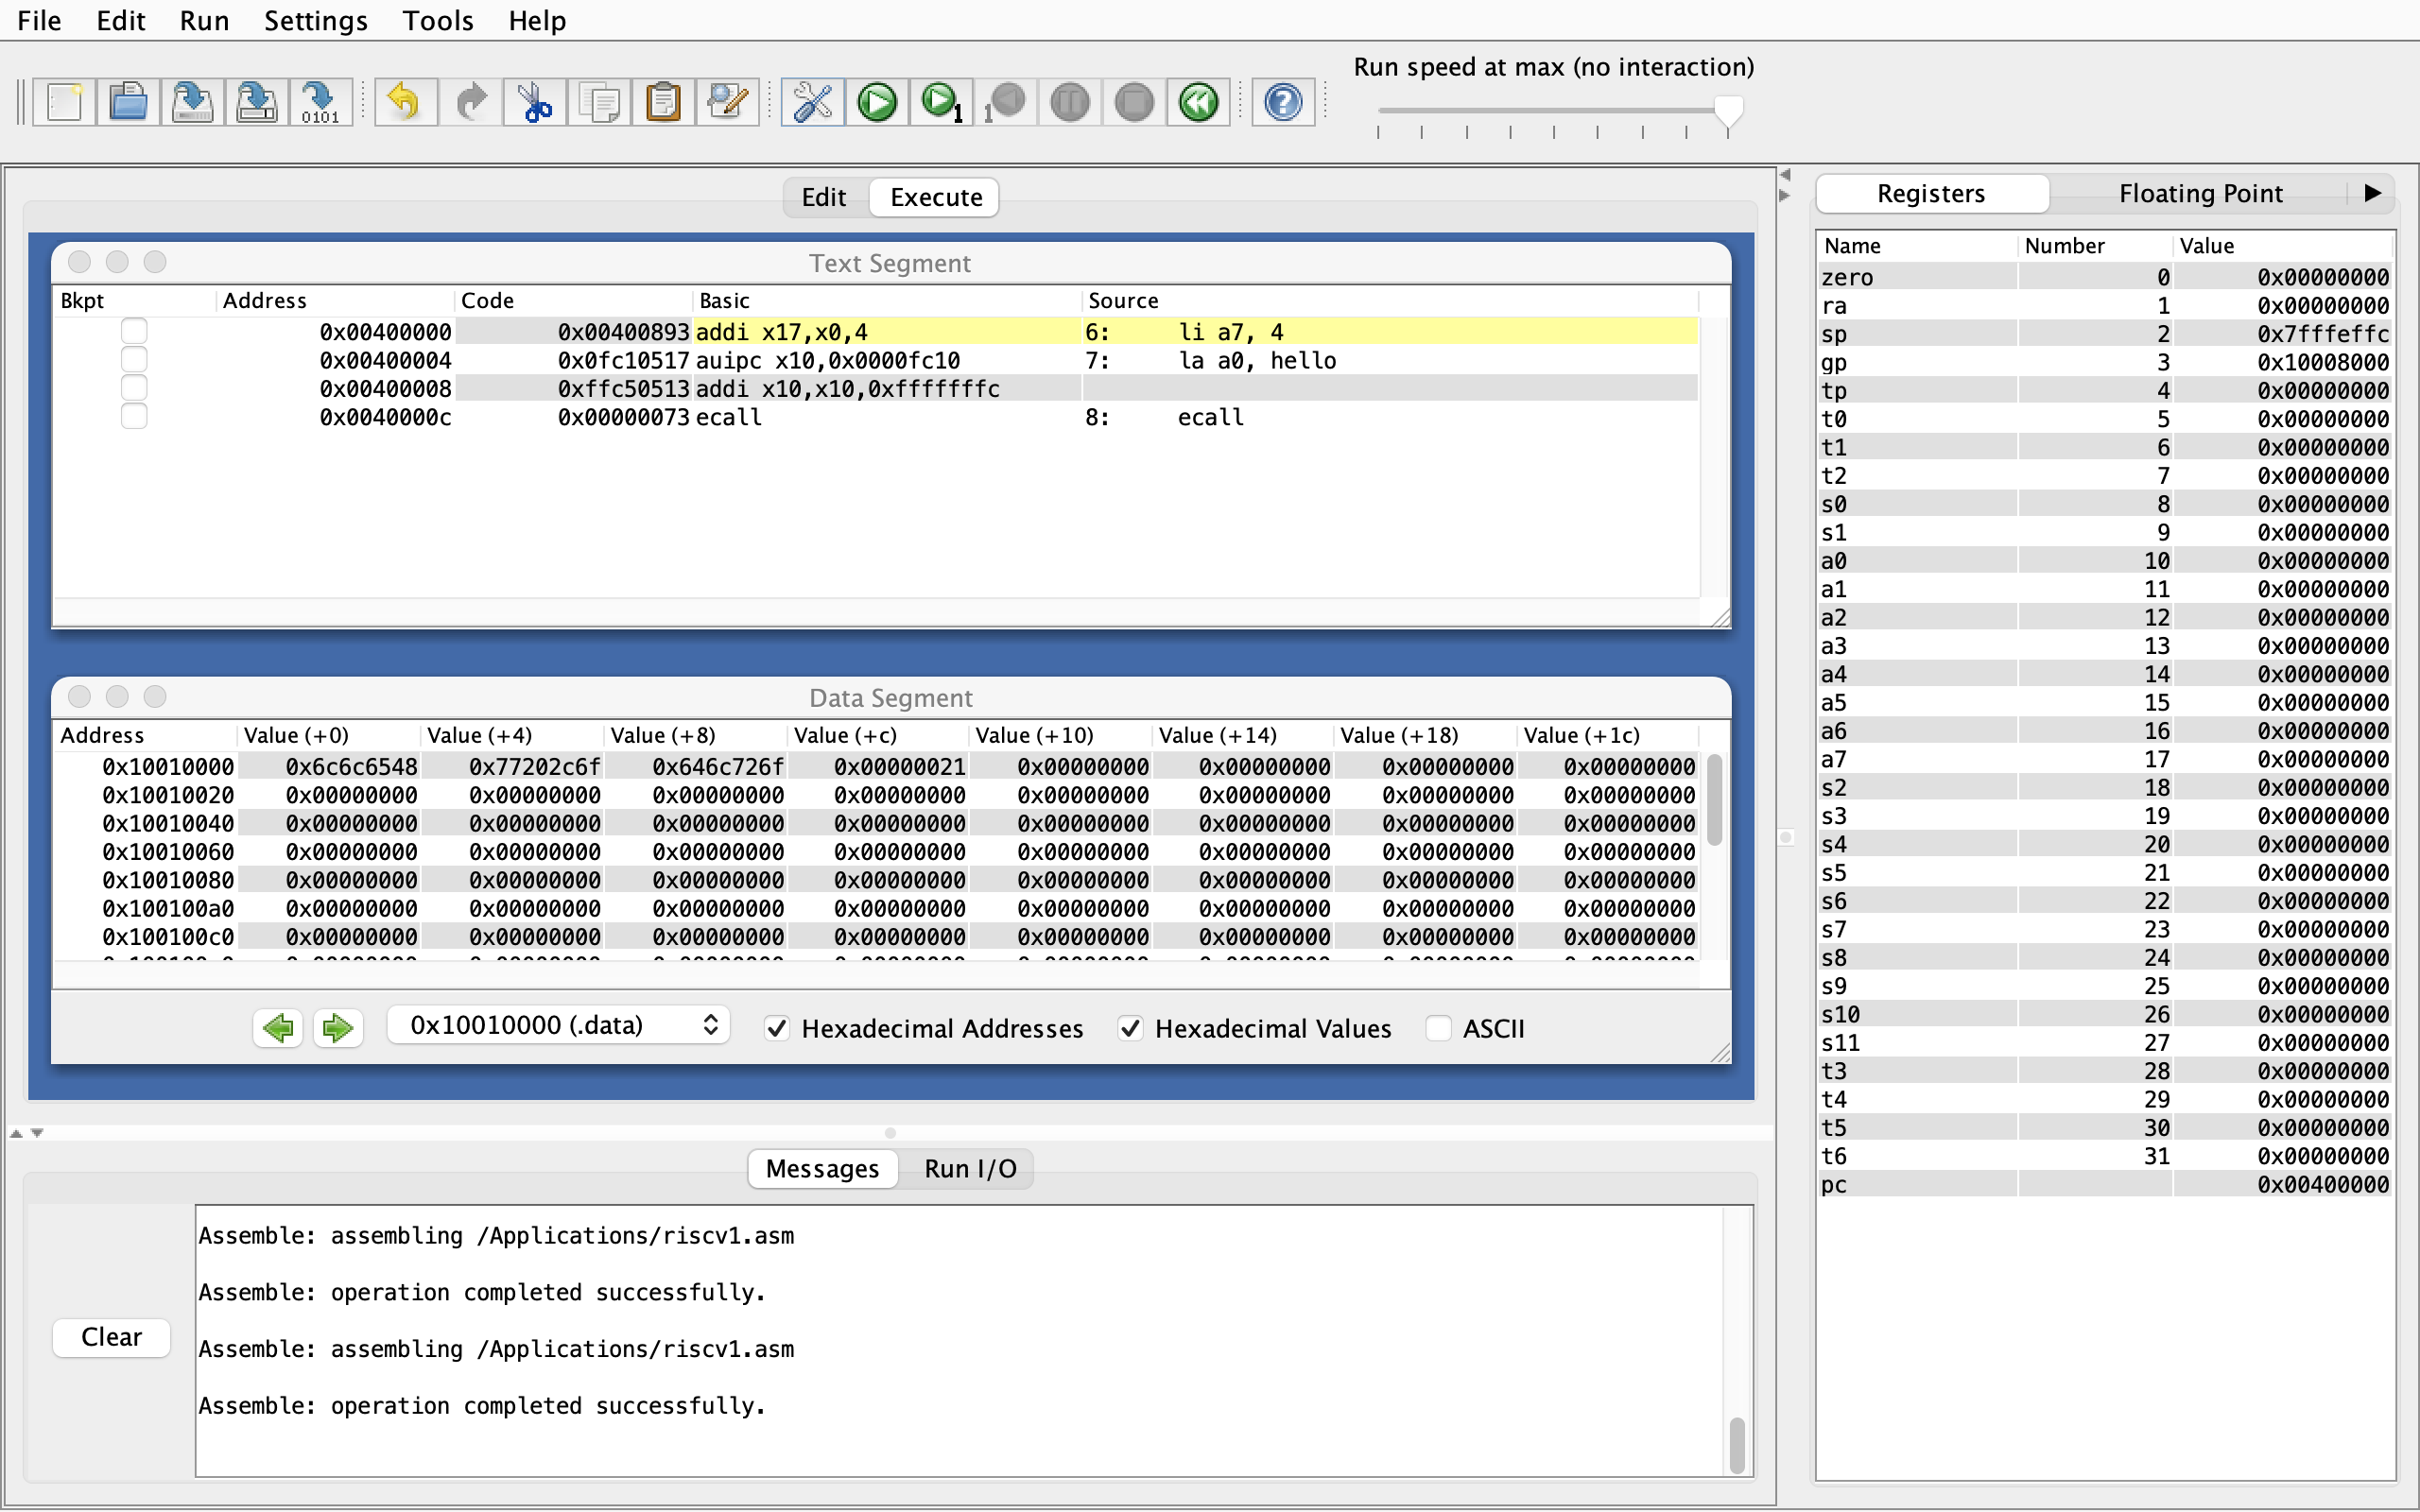 File Edit Run Settings Tools Help
Run speed at max (no interaction)
0101 1 1 ?
Edit Execute
Text Segment
Bkpt Address Code Basic Source
0x00400000 0x00400893 addi x17,x0,4 6: li a7, 4
0x00400004 0x0fc10517 auipc x10,0x0000fc10 7: la a0, hello
0x00400008 0xffc50513 addi x10,x10,0xfffffffc
0x0040000c 0x00000073 ecall 8: ecall
Data Segment
Address Value (+0) Value (+4) Value (+8) Value (+c) Value (+10) Value (+14) Value (+18) Value (+1c)
0x10010000 0x6c6c6548 0x77202c6f 0x646c726f 0x00000021 0x00000000 0x00000000 0x00000000 0x00000000
0x10010020 0x00000000 0x00000000 0x00000000 0x00000000 0x00000000 0x00000000 0x00000000 0x00000000
0x10010040 0x00000000 0x00000000 0x00000000 0x00000000 0x00000000 0x00000000 0x00000000 0x00000000
0x10010060 0x00000000 0x00000000 0x00000000 0x00000000 0x00000000 0x00000000 0x00000000 0x00000000
0x10010080 0x00000000 0x00000000 0x00000000 0x00000000 0x00000000 0x00000000 0x00000000 0x00000000
0x100100a0 0x00000000 0x00000000 0x00000000 0x00000000 0x00000000 0x00000000 0x00000000 0x00000000
0x100100c0 0x00000000 0x00000000 0x00000000 0x00000000 0x00000000 0x00000000 0x00000000 0x00000000
0x10010000 (.data) Hexadecimal Addresses Hexadecimal Values ASCII
Messages Run I/O
Assemble: assembling /Applications/riscv1.asm
Assemble: operation completed successfully.
Clear
Assemble: assembling /Applications/riscv1.asm
Assemble: operation completed successfully.
Registers Floating Point
Name Number Value
zero 0 0x00000000
ra 1 0x00000000
sp 2 0x7fffeffc
gp 3 0x10008000
tp 4 0x00000000
t0 5 0x00000000
t1 6 0x00000000
t2 7 0x00000000
s0 8 0x00000000
s1 9 0x00000000
a0 10 0x00000000
a1 11 0x00000000
a2 12 0x00000000
a3 13 0x00000000
a4 14 0x00000000
a5 15 0x00000000
a6 16 0x00000000
a7 17 0x00000000
s2 18 0x00000000
s3 19 0x00000000
s4 20 0x00000000
s5 21 0x00000000
s6 22 0x00000000
s7 23 0x00000000
s8 24 0x00000000
s9 25 0x00000000
s10 26 0x00000000
s11 27 0x00000000
t3 28 0x00000000
t4 29 0x00000000
t5 30 0x00000000
t6 31 0x00000000
pc 0x00400000